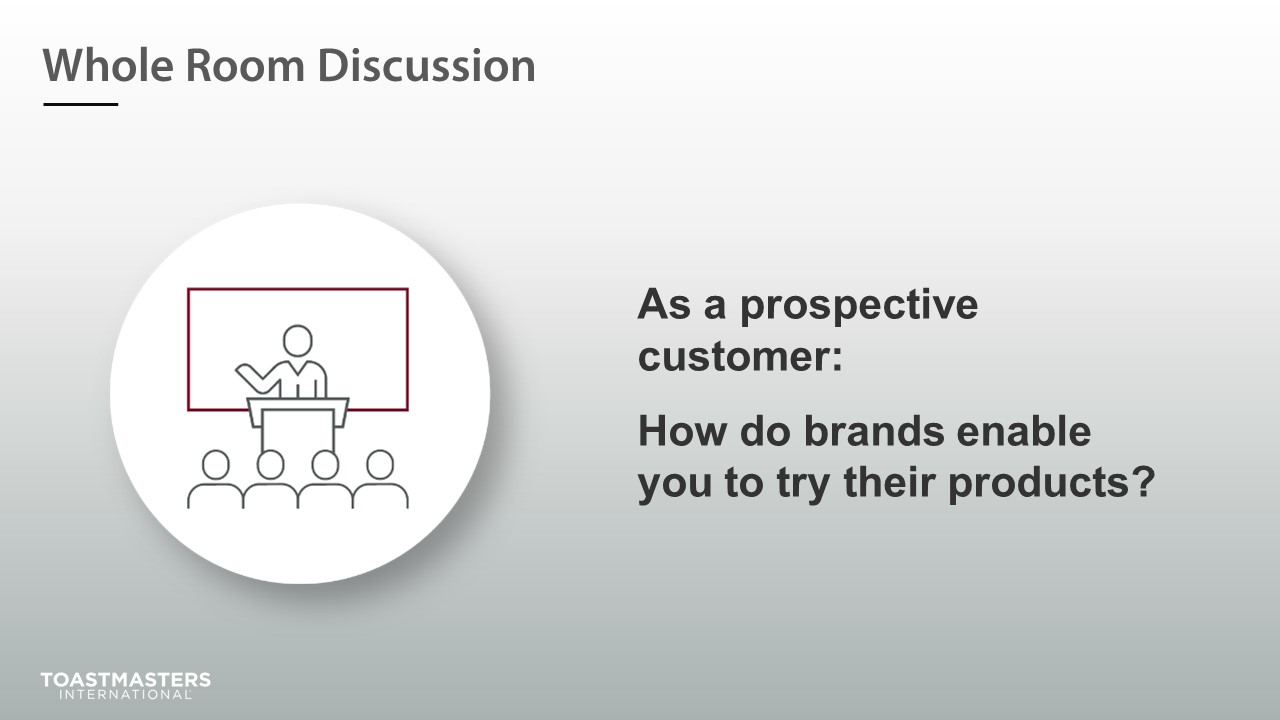 Whole Room Discussion
As a prospective
customer:
How do brands enable
you to try their products?
TOASTMASTERS
INTERNATIONAL